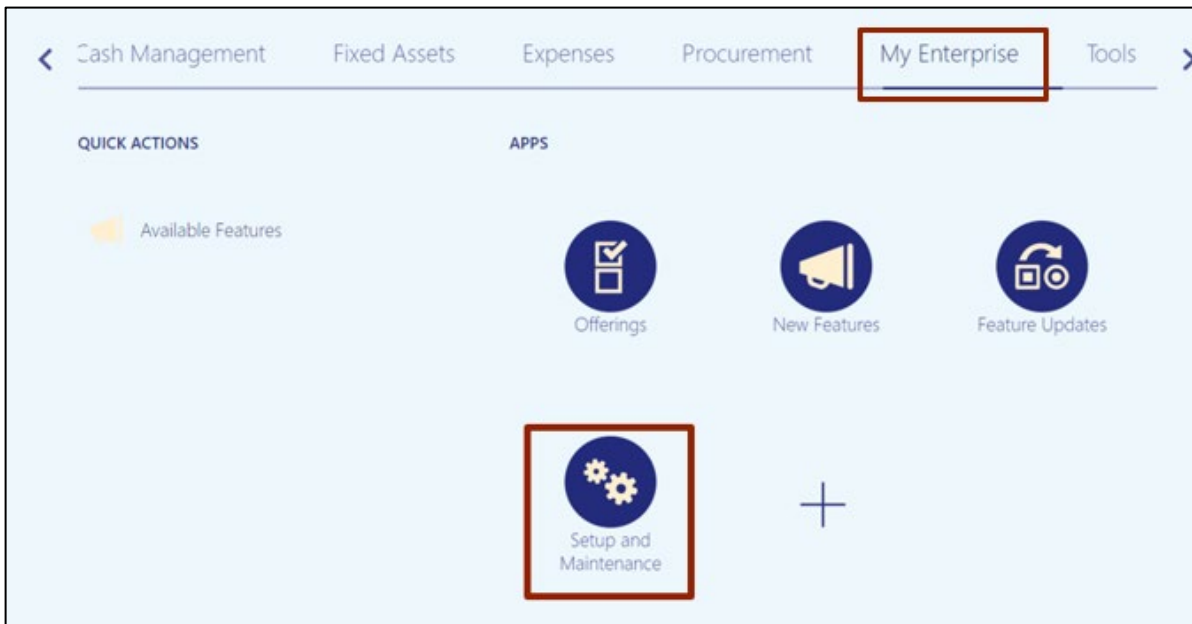 Cash Management Fixed Assets Expenses Procurement My Enterprise Tools
QUICK ACTIONS APPS
Available Features
Offerings New Features Feature Updates
Setup and
Maintenance